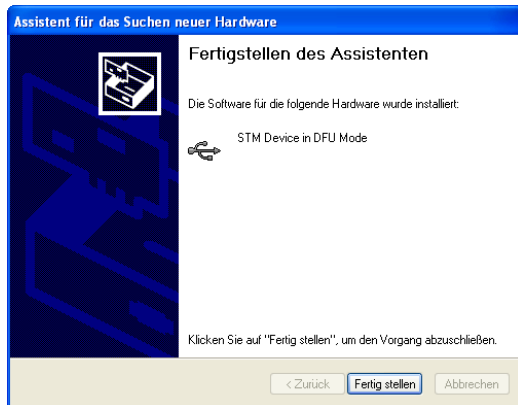 Assistent für das Suchen neuer Hardware
Fertigstellen des Assistenten
Die Software für die folgende Hardware wurde installiert:
STM Device in DFU Mode
Klicken Sie auf "Fertig stellen", um den Vorgang abzuschließen.
< Zurück Fertig stellen Abbrechen